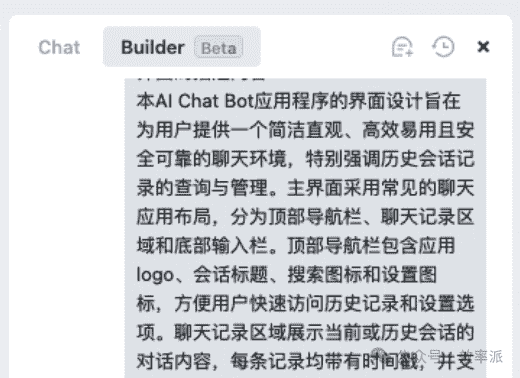 Chat
Builder
Beta
本AI Chat Bot应用程序的界面设计旨在
为用户提供一个简洁直观、高效易用且安
全可靠的聊天环境，特别强调历史会话记
录的查询与管理。主界面采用常见的聊天
应用布局，分为顶部导航栏、聊天记录区
域和底部输入栏。顶部导航栏包含应用
logo、会话标题、搜索图标和设置图
标，方便用户快速访问历史记录和设置选
项。聊天记录区域展示当前或历史会话的
对话内容，每条记录均带有时间戳，并支